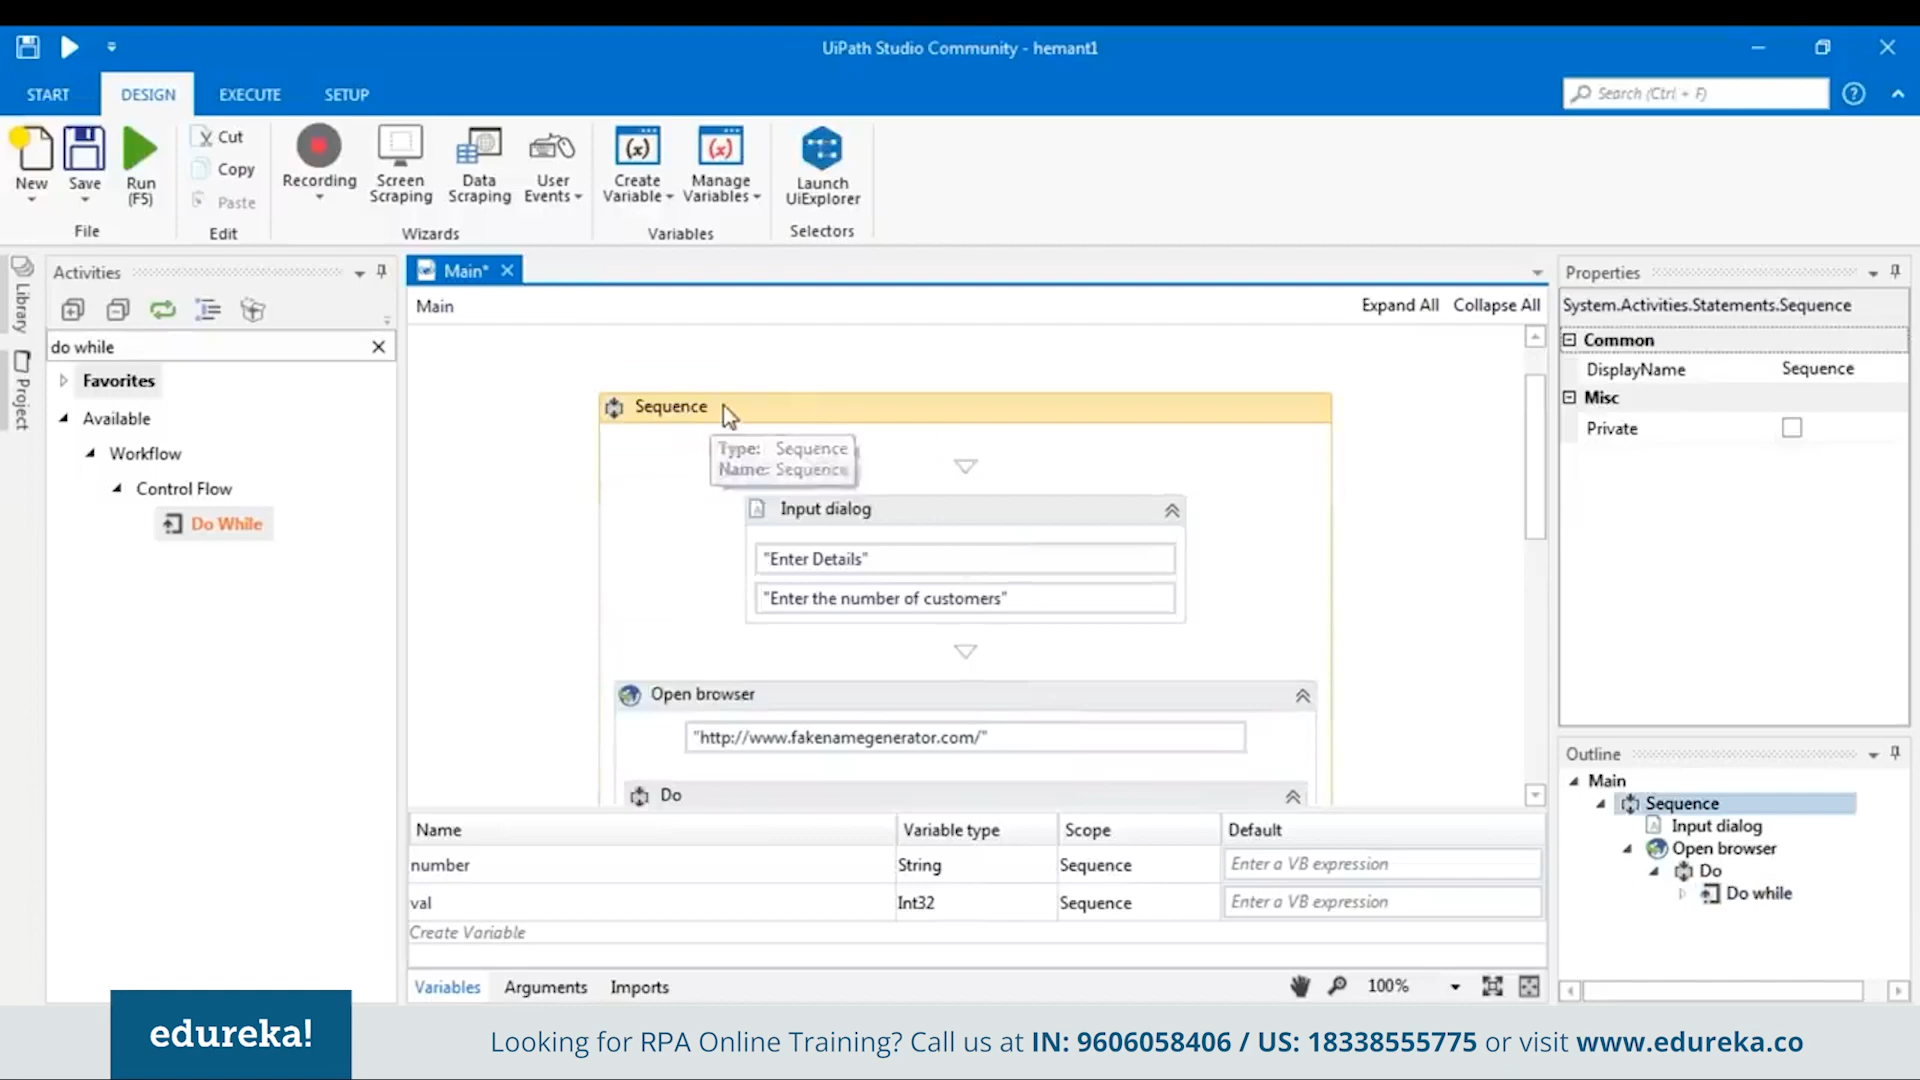 UiPath Studio Community - hemant1
START DESIGN EXECUTE SETUP
Search (Ctrl + F)
New
Save
Run
(F5)
File
Cut
Copy
Paste
Edit
Recording
Screen
Scraping
Data
Scraping
User
Events
Wizards
Create
Variable
Manage
Variables
Variables
Launch
UiExplorer
Selectors
Library
Project
Activities
do while
Favorites
Available
Workflow
Control Flow
Do While
Main*
Main
Expand All Collapse All
Sequence
Type: Sequence
Name: Sequence
Input dialog
"Enter Details"
"Enter the number of customers"
Open browser
"http://www.fakenamegenerator.com/"
Do
Name Variable type Scope Default
number String Sequence Enter a VB expression
val Int32 Sequence Enter a VB expression
Create Variable
Variables Arguments Imports
100%
Properties
System.Activities.Statements.Sequence
Common
DisplayName Sequence
Misc
Private
Outline
Main
Sequence
Input dialog
Open browser
Do
Do while
edureka!
Looking for RPA Online Training? Call us at IN: 9606058406 / US: 18338555775 or visit www.edureka.co